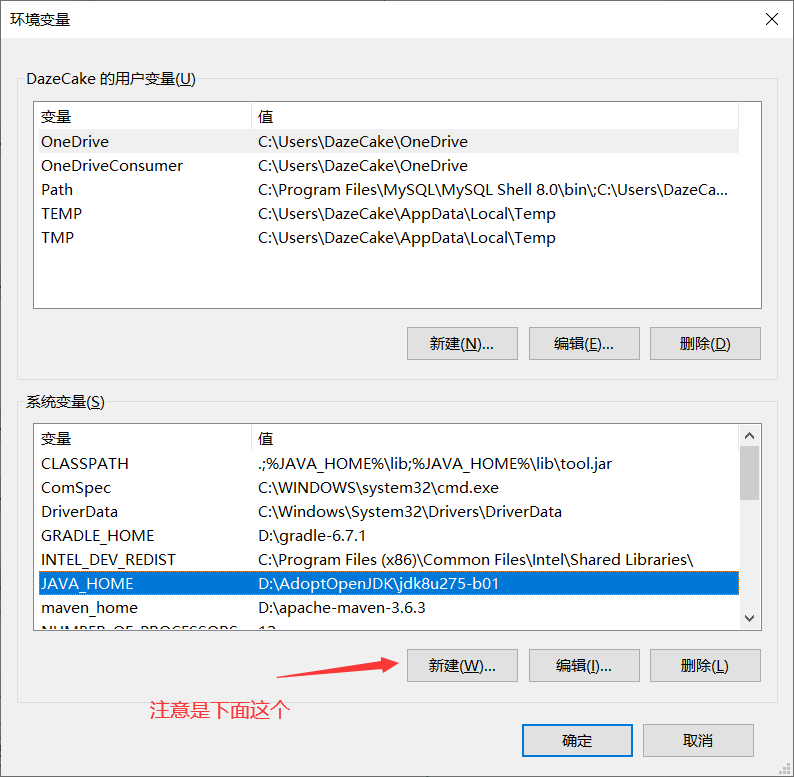 环境变量
DazeCake 的用户变量(U)
变量 值
OneDrive C:\Users\DazeCake\OneDrive
OneDriveConsumer C:\Users\DazeCake\OneDrive
Path C:\Program Files\MySQL\MySQL Shell 8.0\bin\;C:\Users\DazeCa...
TEMP C:\Users\DazeCake\AppData\Local\Temp
TMP C:\Users\DazeCake\AppData\Local\Temp
新建(N)... 编辑(E)... 删除(D)
系统变量(S)
变量 值
CLASSPATH .;%JAVA_HOME%\lib;%JAVA_HOME%\lib\tool.jar
ComSpec C:\WINDOWS\system32\cmd.exe
DriverData C:\Windows\System32\Drivers\DriverData
GRADLE_HOME D:\gradle-6.7.1
INTEL_DEV_REDIST C:\Program Files (x86)\Common Files\Intel\Shared Libraries\
JAVA_HOME D:\AdoptOpenJDK\jdk8u275-b01
maven_home D:\apache-maven-3.6.3
NUMBER_OF_PROCESSORS 12
新建(W)... 编辑(I)... 删除(L)
注意是下面这个
确定 取消